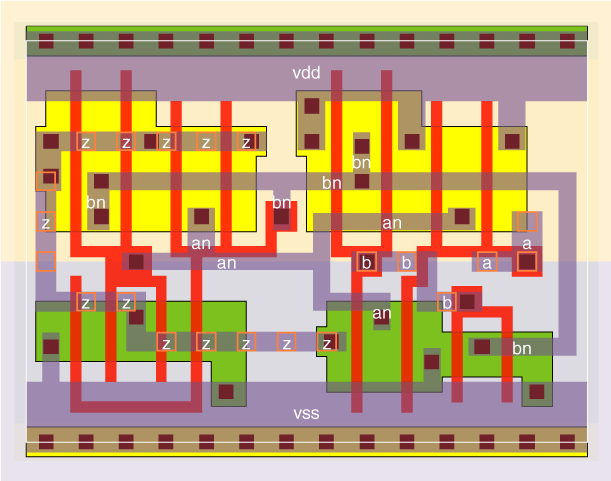 vdd
z z z z z
bn
bn
bn bn
z an an
an a
b b a
z z b
an
z z z z z
bn
vss